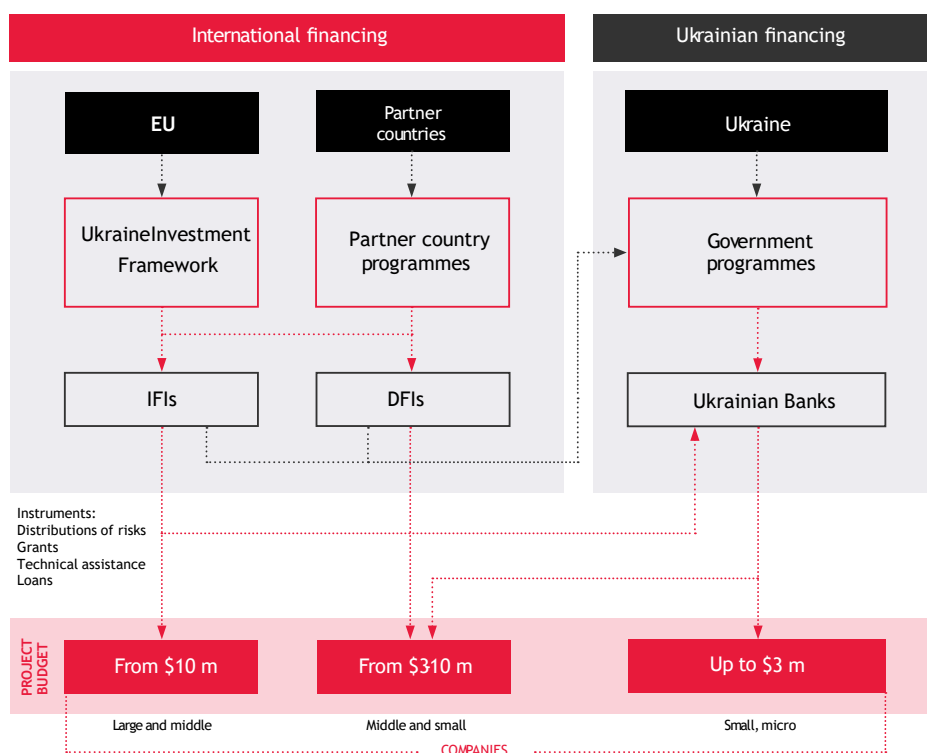 International financing
Ukrainian financing
EU
Partner
countries
Ukraine
UkraineInvestment
Framework
Partner country
programmes
Government
programmes
IFIs
DFIs
Ukrainian Banks
Instruments:
Distributions of risks
Grants
Technical assistance
Loans
PROJECT
BUDGET
From $10 m
From $3-10 m
Up to $3 m
Large and middle
Middle and small
Small, micro
COMPANIES